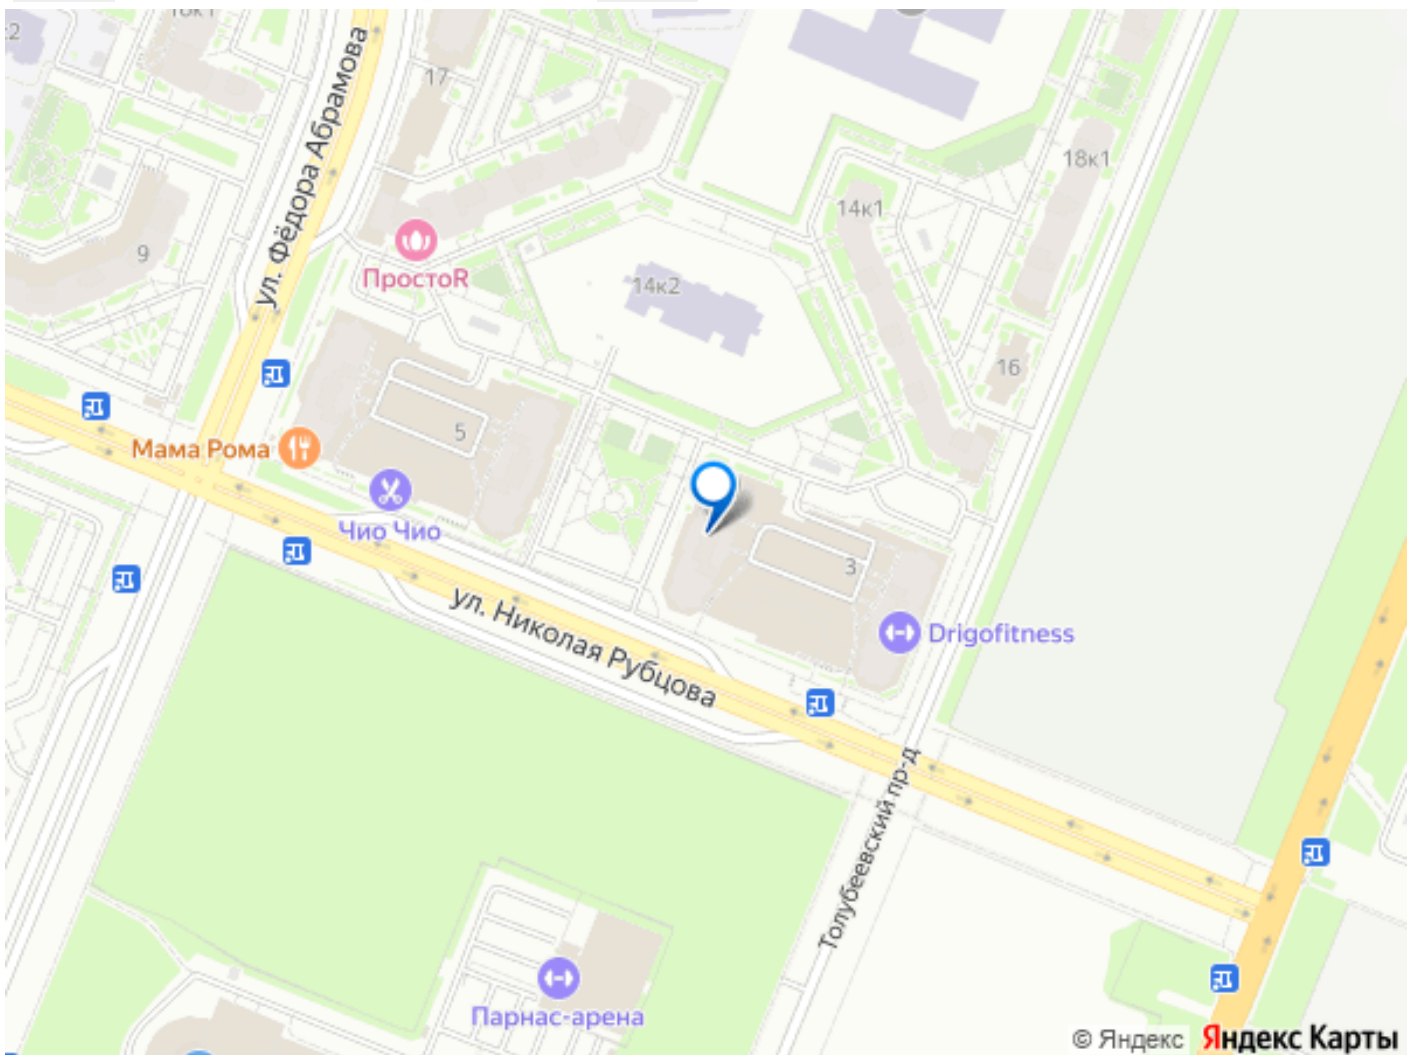 17
ул. Фёдора Абрамова
18к1
14к1
9
ПростоR
14к2
16
5
Мама Рома
Чио Чио
3
ул. Николая Рубцова
Drigofitness
Толубеевский пр-д
Парнас-арена
© Яндекс Яндекс Карты